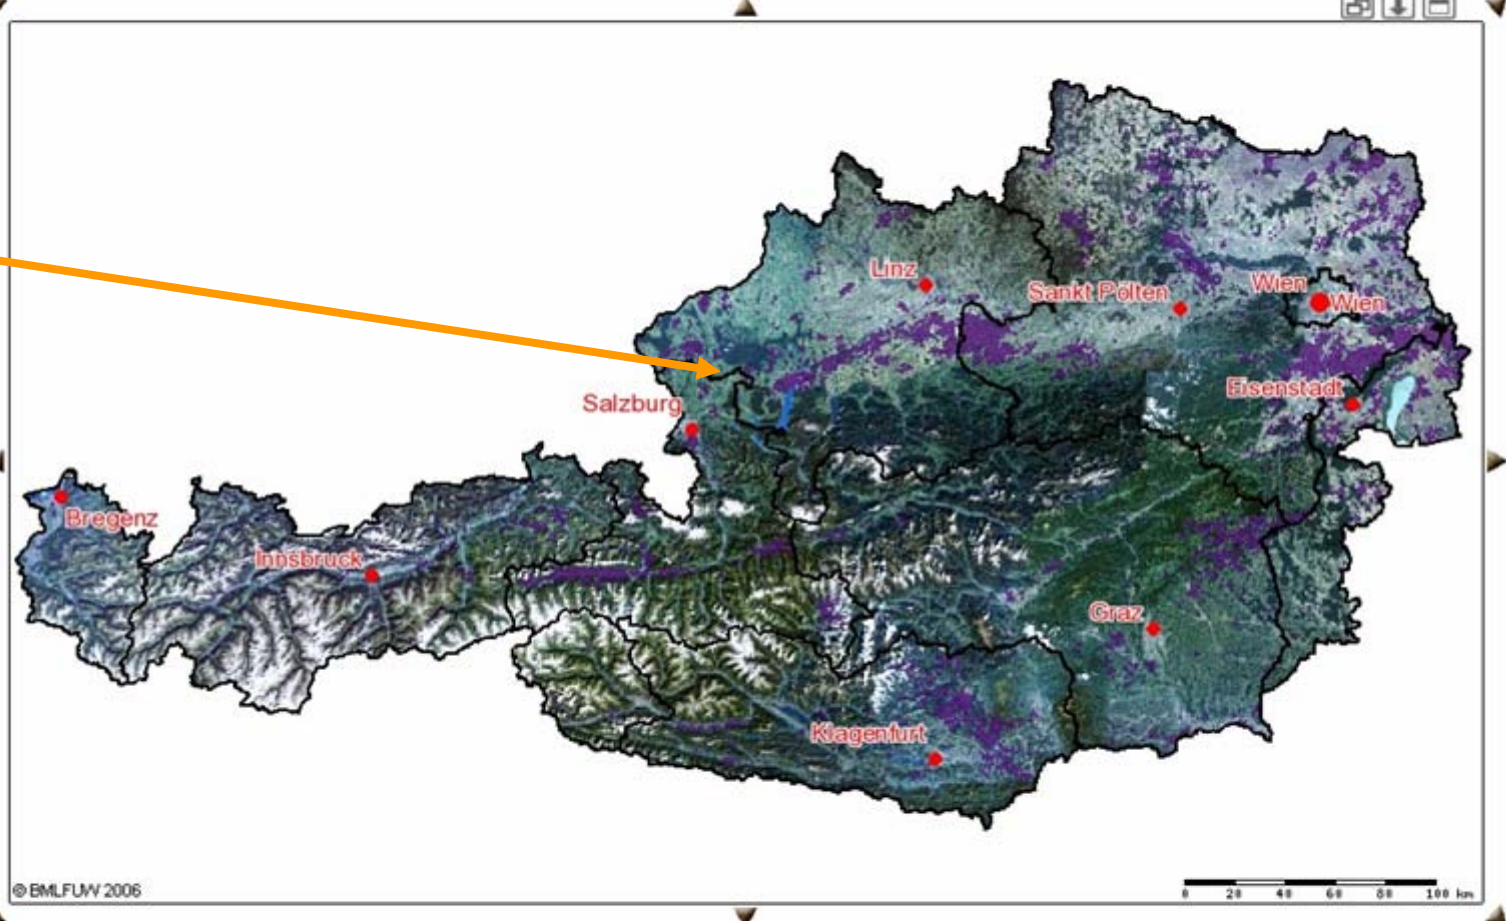 Linz
Sankt Pölten
Wien
Wien
Eisenstadt
Salzburg
Bregenz
Innsbruck
Graz
Klagenfurt
© BMLFUW 2006
0 20 40 60 80 100 km